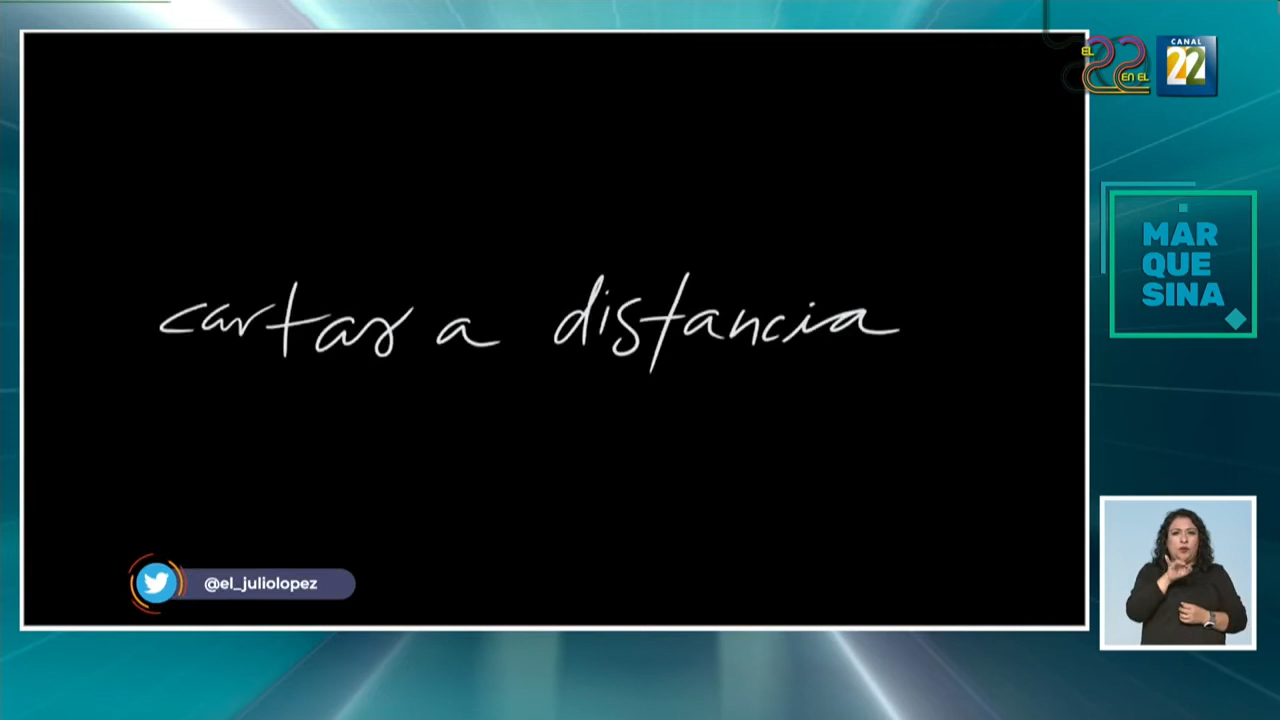 EL 22 EN EL
CANAL 22
MAR
QUE
SINA
cartas a distancia
@el_juliolopez